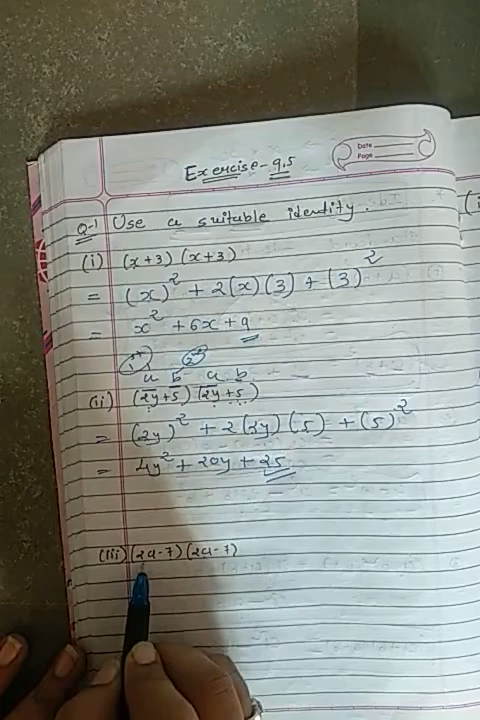 Date
Page
Exercise-9.5
Q-1 Use a suitable identity.
(i) (x+3) (x+3)
= (x)² + 2(x)(3) + (3)²
= x² + 6x + 9
1st 2nd
a b a b
(ii) (2y+5) (2y+5)
= (2y)² + 2(2y)(5) + (5)²
= 4y² + 20y + 25
(iii) (2a-7) (2a-7)